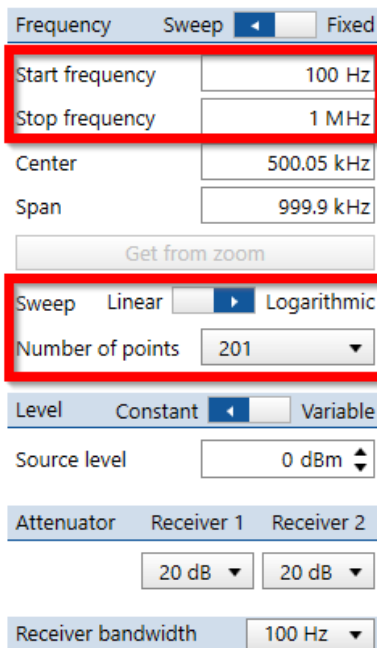 Frequency Sweep Fixed
Start frequency 100 Hz
Stop frequency 1 MHz
Center 500.05 kHz
Span 999.9 kHz
Get from zoom
Sweep Linear Logarithmic
Number of points 201
Level Constant Variable
Source level 0 dBm
Attenuator Receiver 1 Receiver 2
20 dB 20 dB
Receiver bandwidth 100 Hz